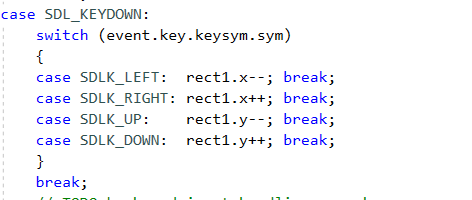 case SDL_KEYDOWN:
    switch (event.key.keysym.sym)
    {
    case SDLK_LEFT:  rect1.x--; break;
    case SDLK_RIGHT: rect1.x++; break;
    case SDLK_UP:    rect1.y--; break;
    case SDLK_DOWN:  rect1.y++; break;
    }
    break;